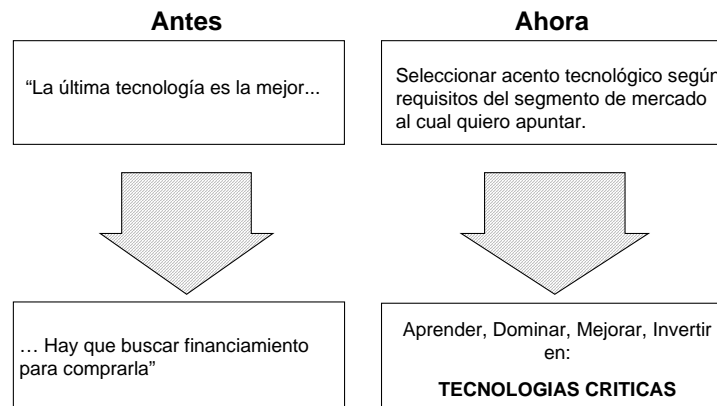 Antes
“La última tecnología es la mejor...
… Hay que buscar financiamiento
para comprarla”
Ahora
Seleccionar acento tecnológico según
requisitos del segmento de mercado
al cual quiero apuntar.
Aprender, Dominar, Mejorar, Invertir
en:
TECNOLOGIAS CRITICAS